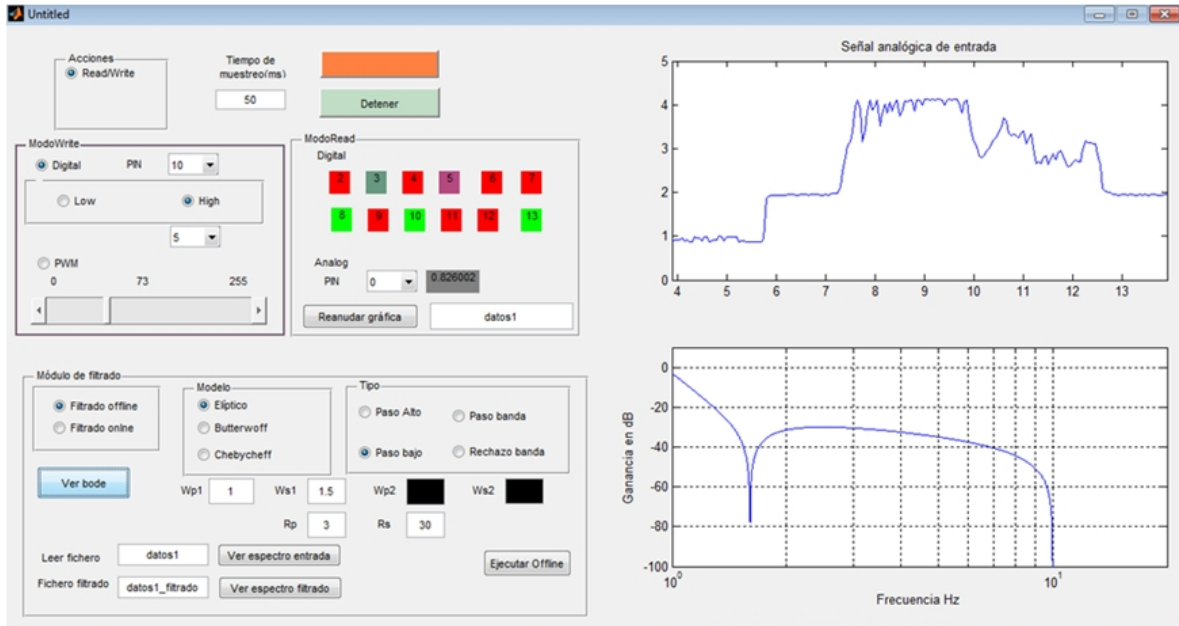 Untitled
Acciones
Read/Write
Tiempo de
muestreo(ms)
50
Detener
ModoWrite
Digital PIN 10
Low High
5
PWM
0 73 255
ModoRead
Digital
2 3 4 5 6 7
8 9 10 11 12 13
Analog
PIN 0 0.826002
Reanudar gráfica datos1
Módulo de filtrado
Filtrado offline
Filtrado onlne
Ver bode
Modelo
Elíptico
Butterwoff
Chebycheff
Tipo
Paso Alto Paso banda
Paso bajo Rechazo banda
Wp1 1 Ws1 1.5 Wp2 Ws2
Rp 3 Rs 30
Leer fichero datos1 Ver espectro entrada
Ejecutar Offline
Fichero filtrado datos1_filtrado Ver espectro filtrado
Señal analógica de entrada
5
4
3
2
1
0
4 5 6 7 8 9 10 11 12 13
Ganancia en dB
0
-20
-40
-60
-80
-100
10^0 10^1
Frecuencia Hz